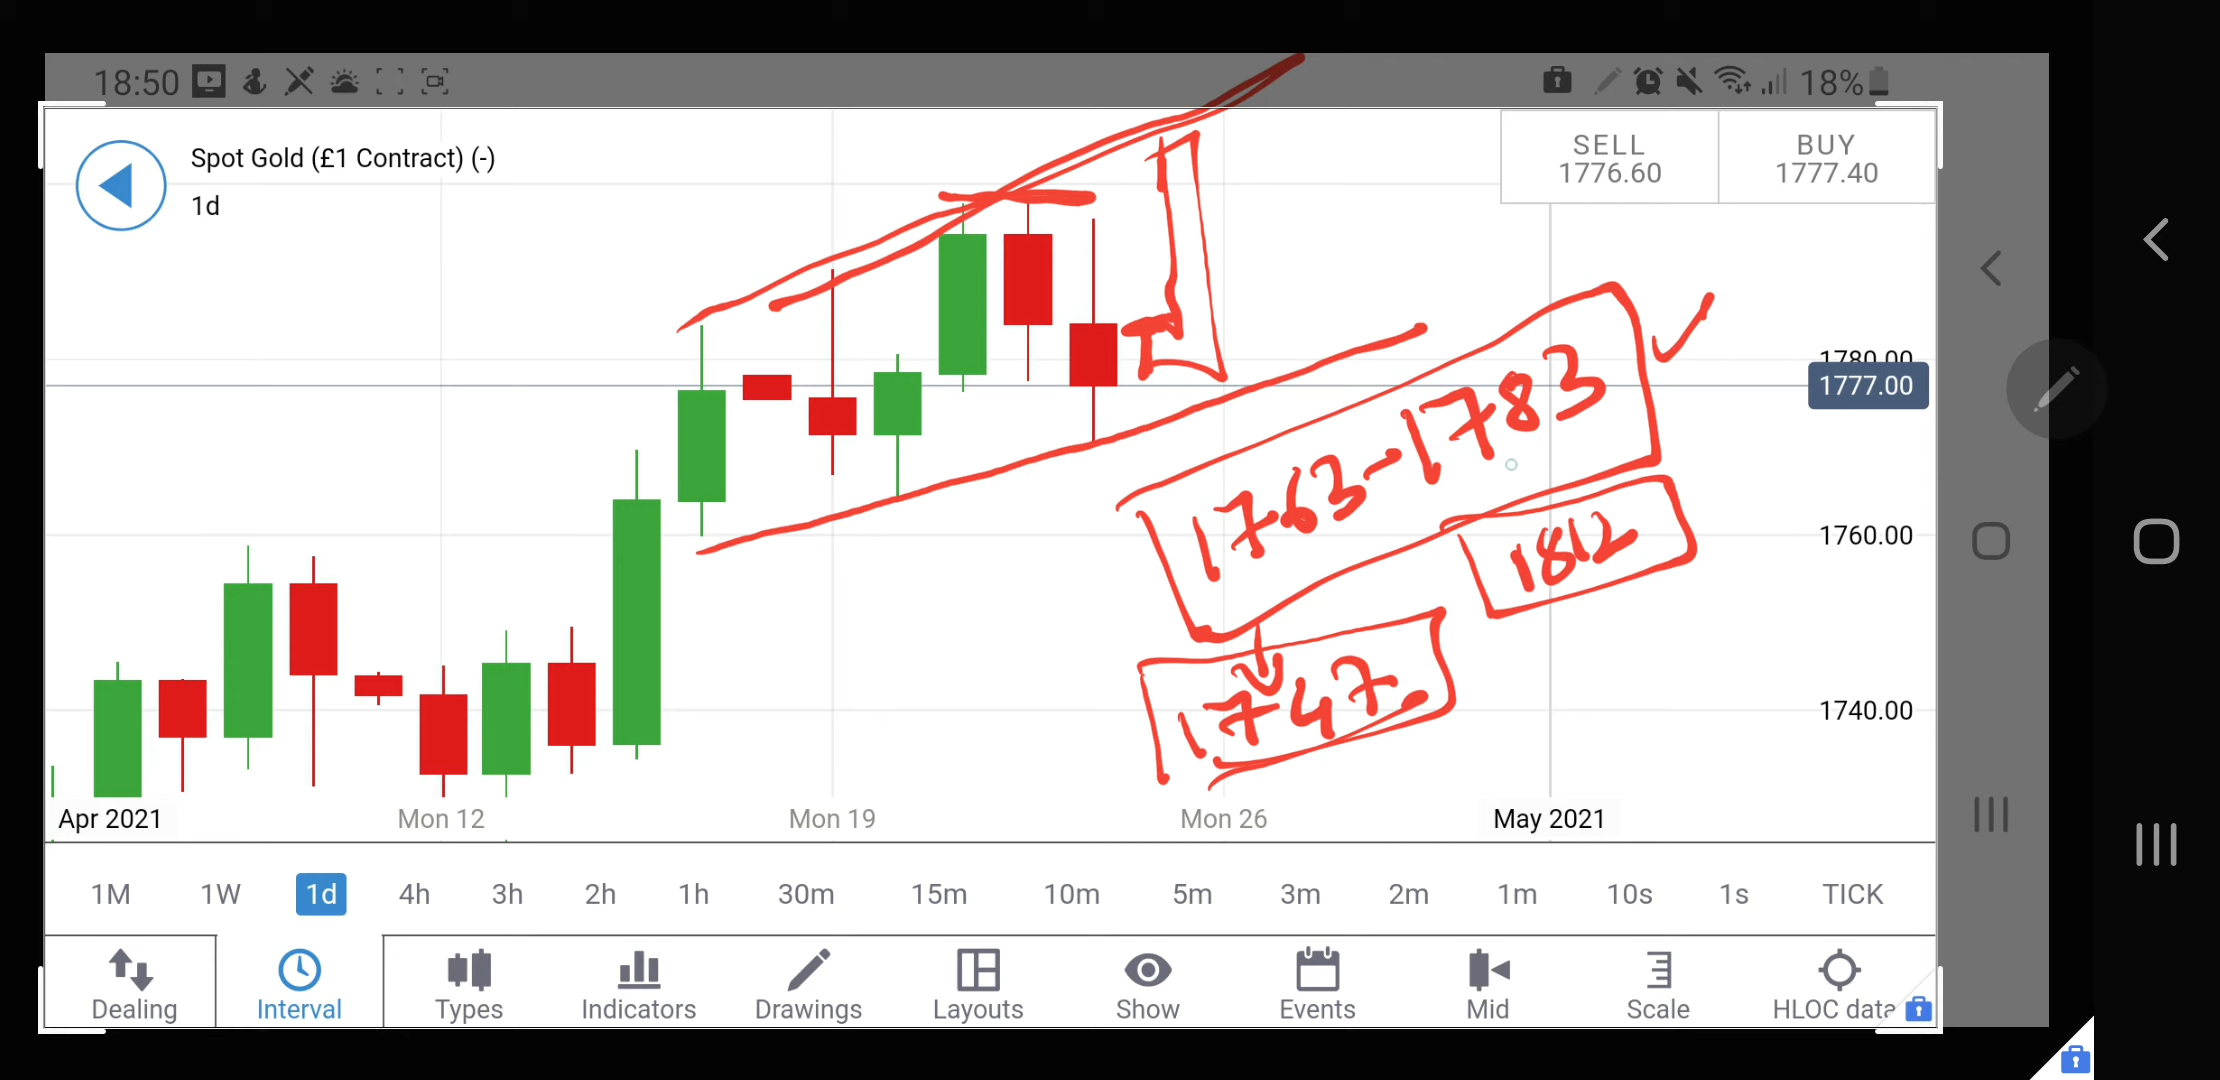 18:50 18%
Spot Gold (£1 Contract) (-)
1d
SELL BUY
1776.60 1777.40
1780.00
1777.00
1763-1783
1760.00
1812
1747.
1740.00
Apr 2021 Mon 12 Mon 19 Mon 26 May 2021
1M 1W 1d 4h 3h 2h 1h 30m 15m 10m 5m 3m 2m 1m 10s 1s TICK
Dealing Interval Types Indicators Drawings Layouts Show Events Mid Scale HLOC data